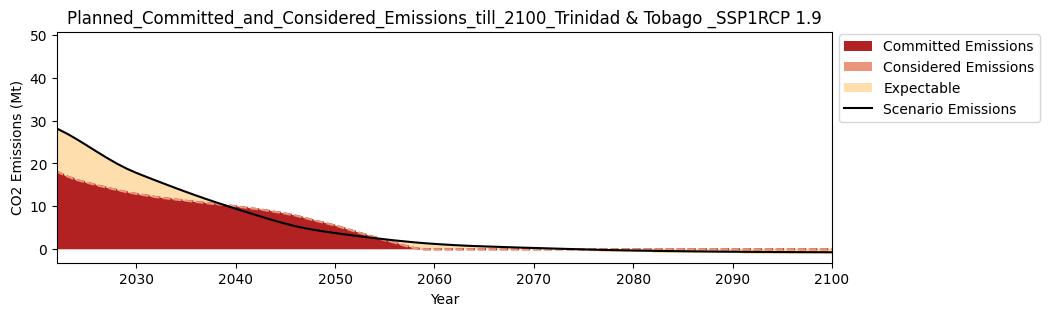 Planned_Committed_and_Considered_Emissions_till_2100_Trinidad & Tobago _SSP1RCP 1.9
50
40
30
20
10
0
CO2 Emissions (Mt)
2030 2040 2050 2060 2070 2080 2090 2100
Year
Committed Emissions
Considered Emissions
Expectable
Scenario Emissions